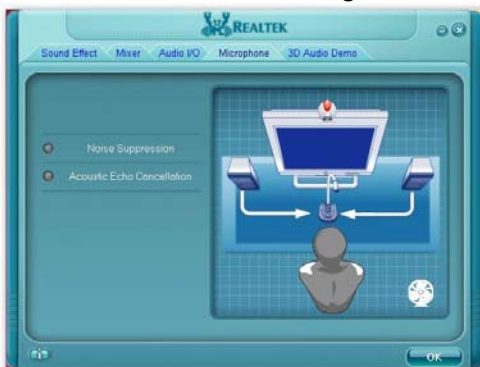 REALTEK
Sound Effect Mixer Audio I/O Microphone 3D Audio Demo
Noise Suppression
Acoustic Echo Cancellation
OK